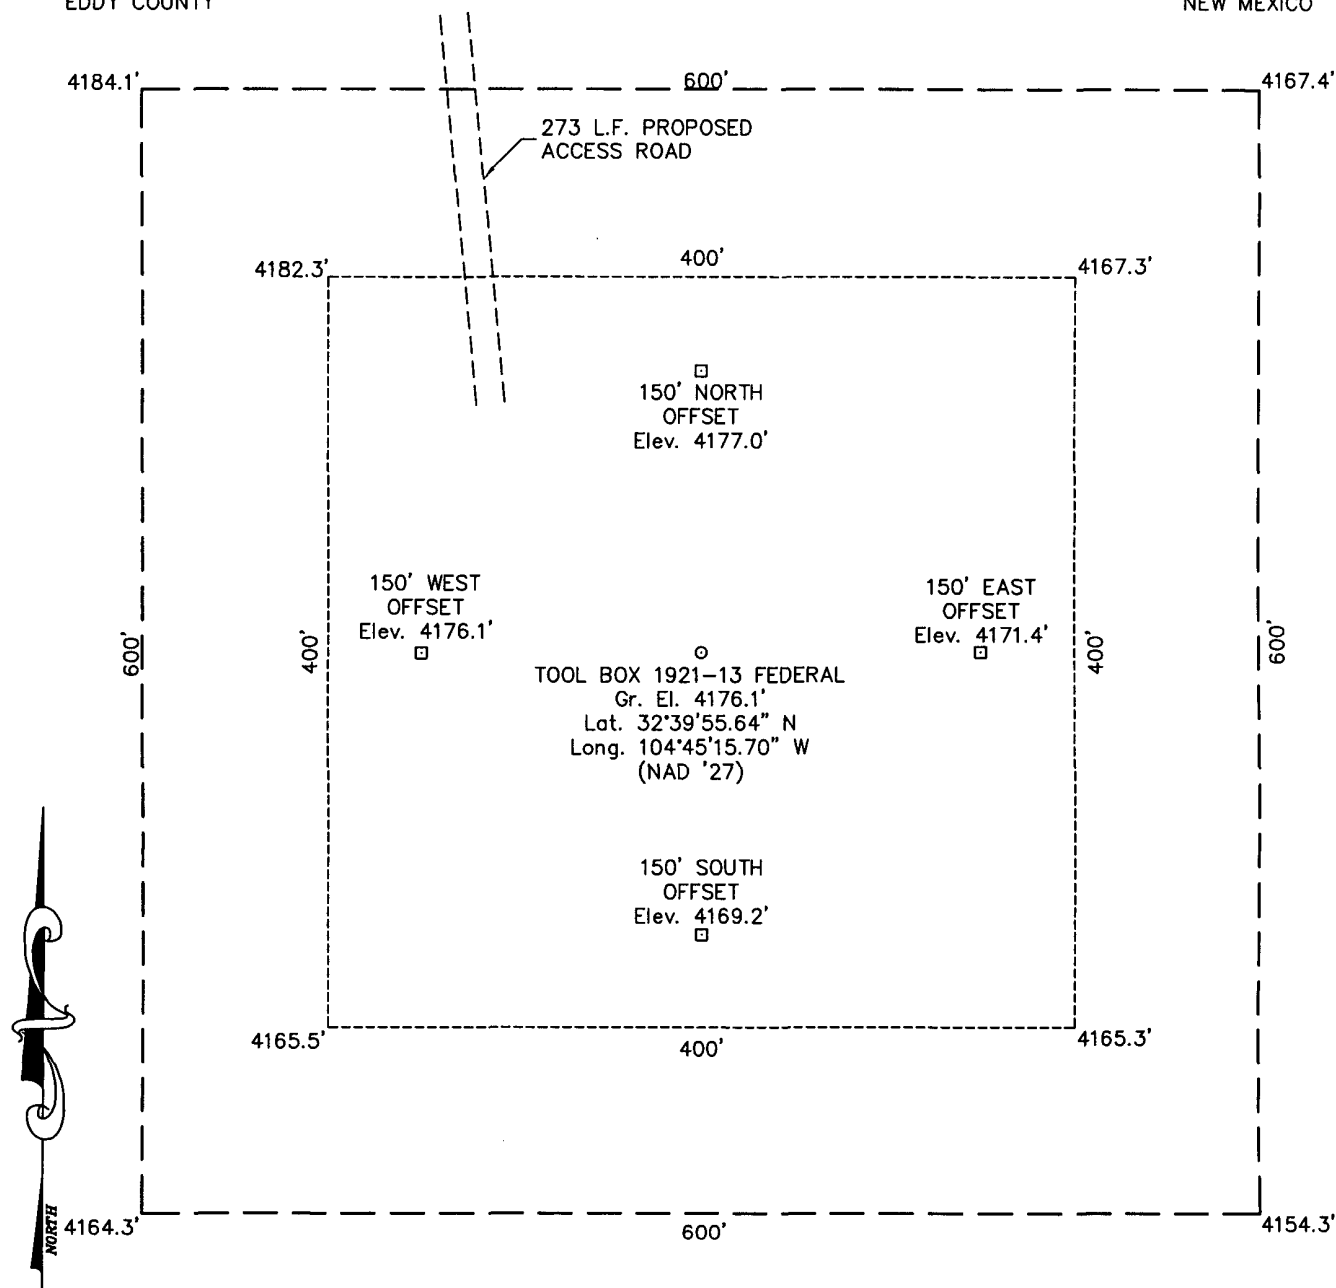 EDDY COUNTY
NEW MEXICO
4184.1'
600'
4167.4'
273 L.F. PROPOSED
ACCESS ROAD
4182.3'
400'
4167.3'
150' NORTH
OFFSET
Elev. 4177.0'
150' WEST
OFFSET
Elev. 4176.1'
150' EAST
OFFSET
Elev. 4171.4'
600'
400'
400'
600'
TOOL BOX 1921-13 FEDERAL
Gr. El. 4176.1'
Lat. 32°39'55.64" N
Long. 104°45'15.70" W
(NAD '27)
150' SOUTH
OFFSET
Elev. 4169.2'
4165.5'
400'
4165.3'
NORTH
4164.3'
600'
4154.3'